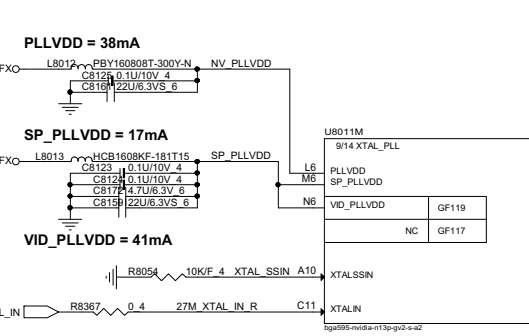 PLLVDD = 38mA
FX L8012 PBY160808T-300Y-N NV_PLLVDD
C8125 0.1U/10V_4
C8161 22U/6.3VS_6
SP_PLLVDD = 17mA
U8011M
9/14 XTAL_PLL
FX L8013 HCB1608KF-181T15 SP_PLLVDD
C8123 0.1U/10V_4
L6 PLLVDD
C8124 0.1U/10V_4
M6 SP_PLLVDD
C8172 4.7U/6.3V_6
C8159 22U/6.3VS_6
N6 VID_PLLVDD GF119
NC GF117
VID_PLLVDD = 41mA
R8054 10K/F_4 XTAL_SSIN A10 XTALSSIN
L_IN R8367 0_4 27M_XTAL_IN_R C11 XTALIN
bga595-nvidia-n13p-gv2-s-a2